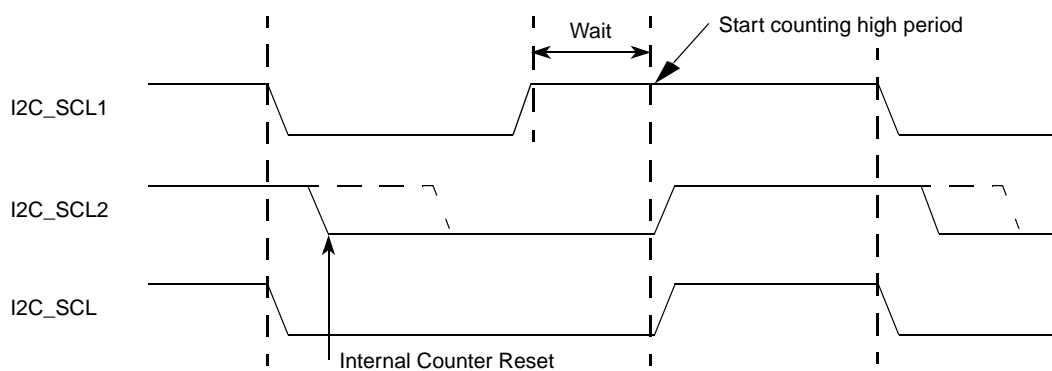 Wait
Start counting high period
I2C_SCL1
I2C_SCL2
I2C_SCL
Internal Counter Reset